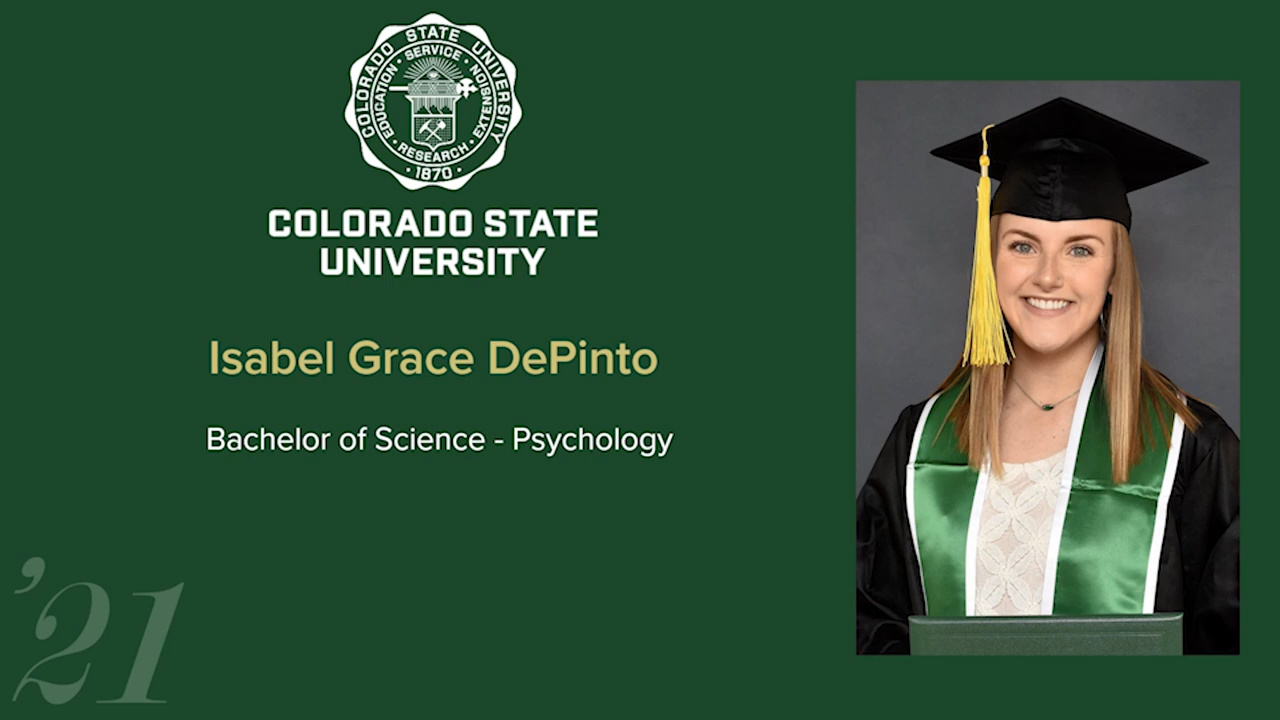 COLORADO STATE UNIVERSITY
EDUCATION • SERVICE • EXTENSION
• RESEARCH •
• 1870 •
COLORADO STATE
UNIVERSITY
Isabel Grace DePinto
Bachelor of Science - Psychology
’21